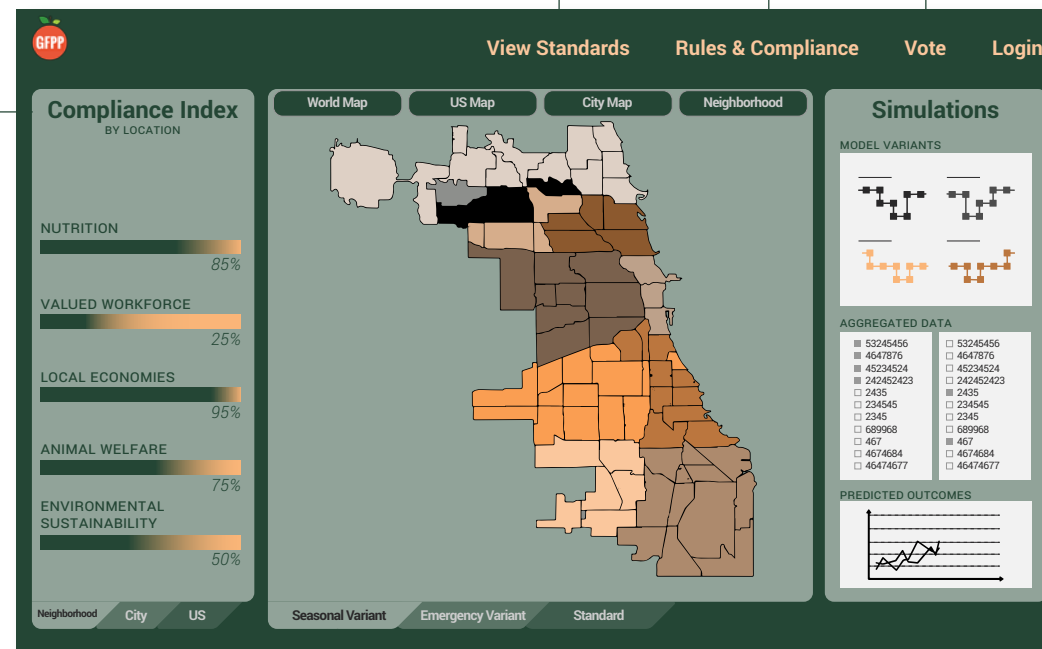 GFPP
View Standards
Rules & Compliance
Vote
Login
Compliance Index
BY LOCATION
NUTRITION
85%
VALUED WORKFORCE
25%
LOCAL ECONOMIES
95%
ANIMAL WELFARE
75%
ENVIRONMENTAL
SUSTAINABILITY
50%
Neighborhood
City
US
World Map
US Map
City Map
Neighborhood
Seasonal Variant
Emergency Variant
Standard
Simulations
MODEL VARIANTS
AGGREGATED DATA
53245456
4647876
45234524
242452423
2435
234545
2345
689968
467
4674684
46474677
53245456
4647876
45234524
242452423
2435
234545
2345
689968
467
4674684
46474677
PREDICTED OUTCOMES